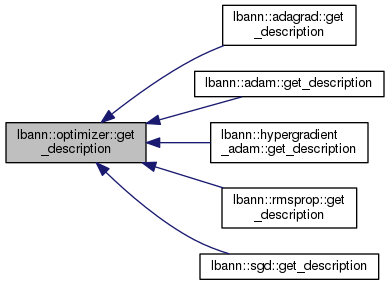 lbann::adagrad::get
_description
lbann::adam::get_description
lbann::optimizer::get
_description
lbann::hypergradient
_adam::get_description
lbann::rmsprop::get
_description
lbann::sgd::get_description